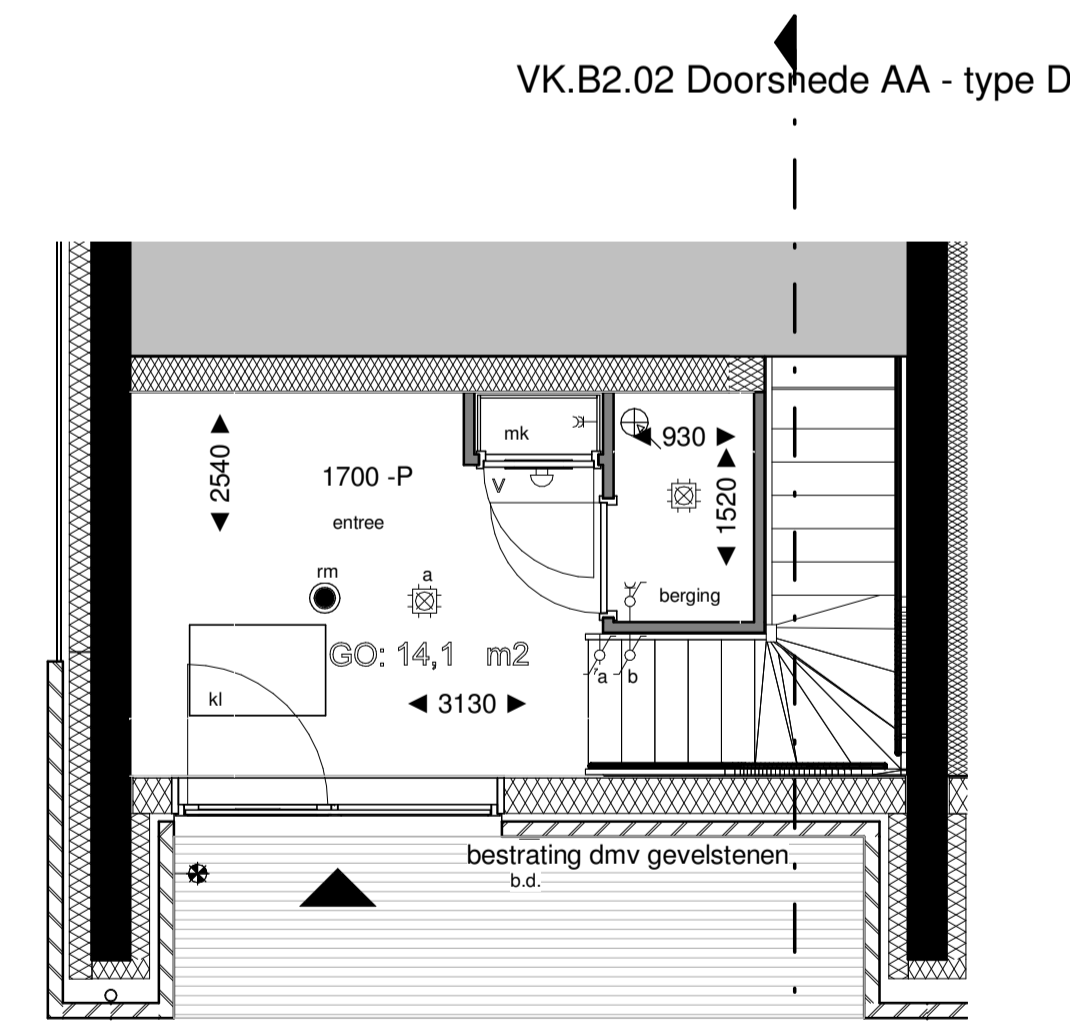 VK.B2.02 Doorsnede AA - type D
mk
930
2540
1700 -P
V
1520
entree
rm
a
berging
GO: 14,1 m2
a
b
kl
3130
bestrating dmv gevelstenen
b.d.